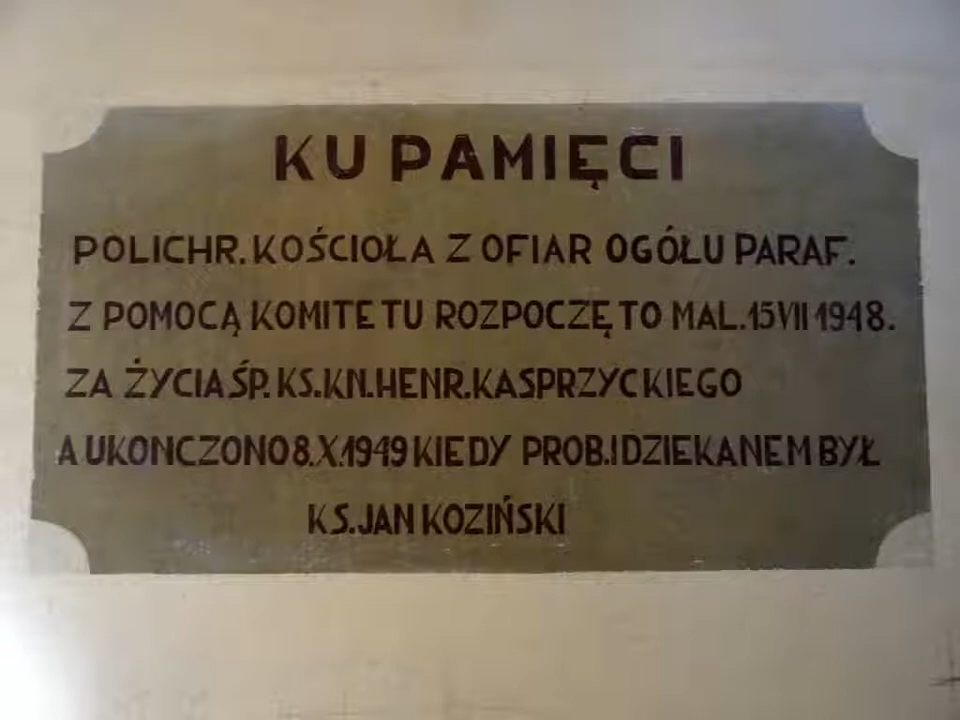 KU PAMIĘCI
POLICHR. KOŚCIOŁA Z OFIAR OGÓŁU PARAF.
Z POMOCĄ KOMITETU ROZPOCZĘTO MAL. 15 VII 1948.
ZA ŻYCIA ŚP. KS. KN. HENR. KASPRZYCKIEGO
A UKONCZONO 8. X. 1949 KIEDY PROB. I DZIEKANEM BYŁ
KS. JAN KOZIŃSKI